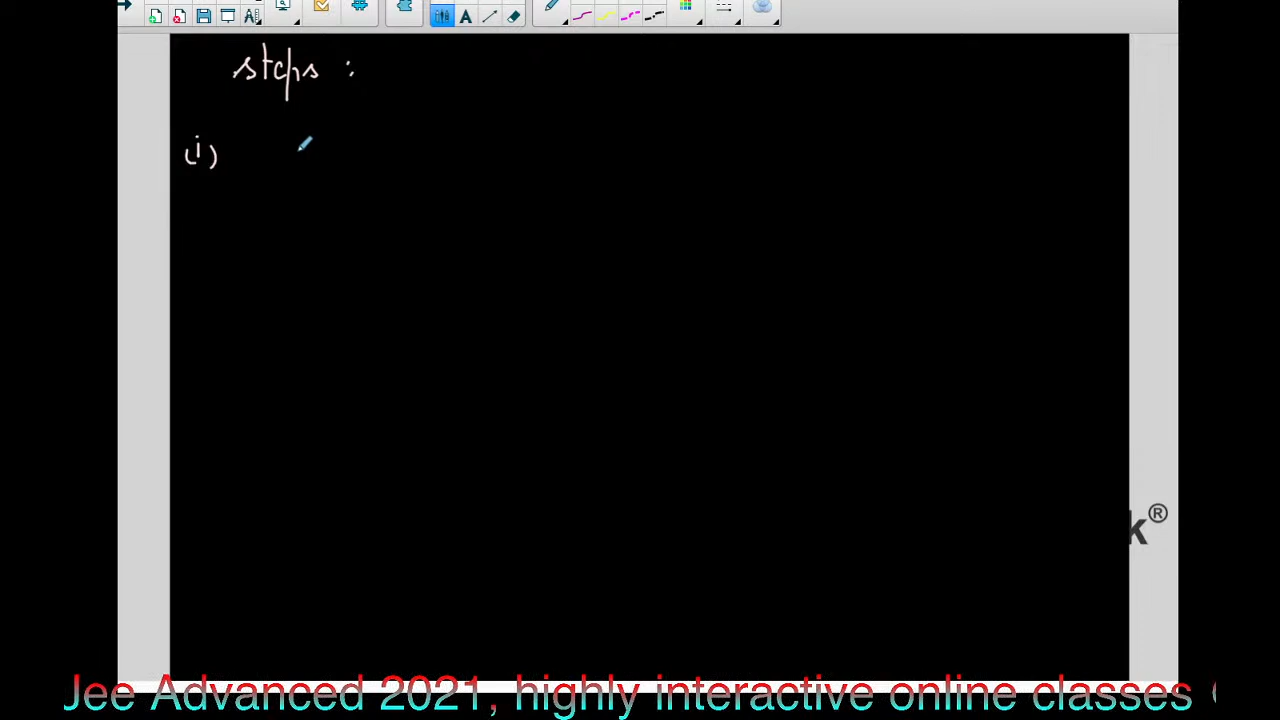 steps :
(i)
k®
Jee Advanced 2021, highly interactive online classes